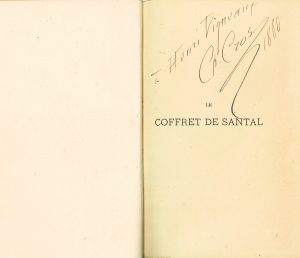 à Henri Vigneaux
Ch. Cros
1880
LE
COFFRET DE SANTAL